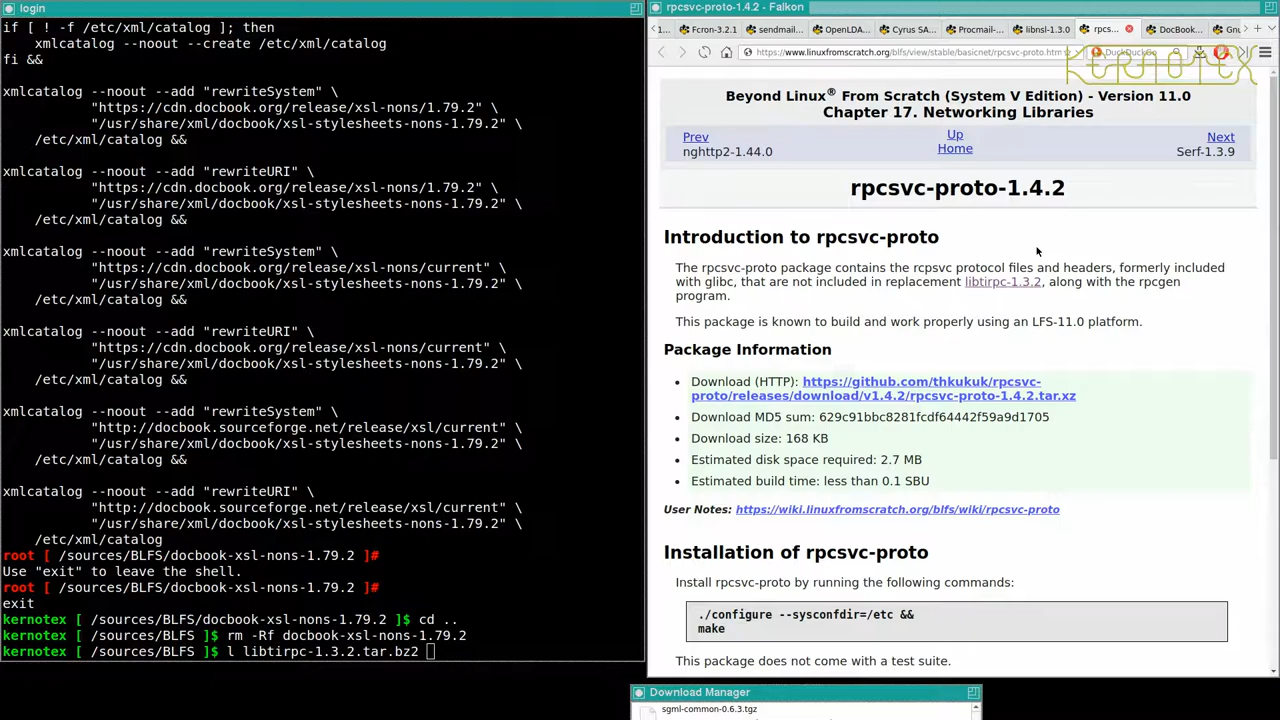 login
if [ ! -f /etc/xml/catalog ]; then
    xmlcatalog --noout --create /etc/xml/catalog
fi &&
xmlcatalog --noout --add "rewriteSystem" \
           "https://cdn.docbook.org/release/xsl-nons/1.79.2" \
           "/usr/share/xml/docbook/xsl-stylesheets-nons-1.79.2" \
    /etc/xml/catalog &&
xmlcatalog --noout --add "rewriteURI" \
           "https://cdn.docbook.org/release/xsl-nons/1.79.2" \
           "/usr/share/xml/docbook/xsl-stylesheets-nons-1.79.2" \
    /etc/xml/catalog &&
xmlcatalog --noout --add "rewriteSystem" \
           "https://cdn.docbook.org/release/xsl-nons/current" \
           "/usr/share/xml/docbook/xsl-stylesheets-nons-1.79.2" \
    /etc/xml/catalog &&
xmlcatalog --noout --add "rewriteURI" \
           "https://cdn.docbook.org/release/xsl-nons/current" \
           "/usr/share/xml/docbook/xsl-stylesheets-nons-1.79.2" \
    /etc/xml/catalog &&
xmlcatalog --noout --add "rewriteSystem" \
           "http://docbook.sourceforge.net/release/xsl/current" \
           "/usr/share/xml/docbook/xsl-stylesheets-nons-1.79.2" \
    /etc/xml/catalog &&
xmlcatalog --noout --add "rewriteURI" \
           "http://docbook.sourceforge.net/release/xsl/current" \
           "/usr/share/xml/docbook/xsl-stylesheets-nons-1.79.2" \
    /etc/xml/catalog
root [ /sources/BLFS/docbook-xsl-nons-1.79.2 ]#
Use "exit" to leave the shell.
root [ /sources/BLFS/docbook-xsl-nons-1.79.2 ]#
exit
kernotex [ /sources/BLFS/docbook-xsl-nons-1.79.2 ]$ cd ..
kernotex [ /sources/BLFS ]$ rm -Rf docbook-xsl-nons-1.79.2
kernotex [ /sources/BLFS ]$ l libtirpc-1.3.2.tar.bz2
rpcsvc-proto-1.4.2 - Falkon
1... Fcron-3.2.1 sendmail... OpenLDA... Cyrus SA... Procmail-... libnsl-1.3.0 rpcs... DocBook... Gnu
https://www.linuxfromscratch.org/blfs/view/stable/basicnet/rpcsvc-proto.htm DuckDuckGo
KERNOTEX
Beyond Linux® From Scratch (System V Edition) - Version 11.0
Chapter 17. Networking Libraries
Prev Up Next
nghttp2-1.44.0 Home Serf-1.3.9
rpcsvc-proto-1.4.2
Introduction to rpcsvc-proto
The rpcsvc-proto package contains the rcpsvc protocol files and headers, formerly included
with glibc, that are not included in replacement libtirpc-1.3.2, along with the rpcgen
program.
This package is known to build and work properly using an LFS-11.0 platform.
Package Information
• Download (HTTP): https://github.com/thkukuk/rpcsvc-
proto/releases/download/v1.4.2/rpcsvc-proto-1.4.2.tar.xz
• Download MD5 sum: 629c91bbc8281fcdf64442f59a9d1705
• Download size: 168 KB
• Estimated disk space required: 2.7 MB
• Estimated build time: less than 0.1 SBU
User Notes: https://wiki.linuxfromscratch.org/blfs/wiki/rpcsvc-proto
Installation of rpcsvc-proto
Install rpcsvc-proto by running the following commands:
./configure --sysconfdir=/etc &&
make
This package does not come with a test suite.
Download Manager
sgml-common-0.6.3.tgz